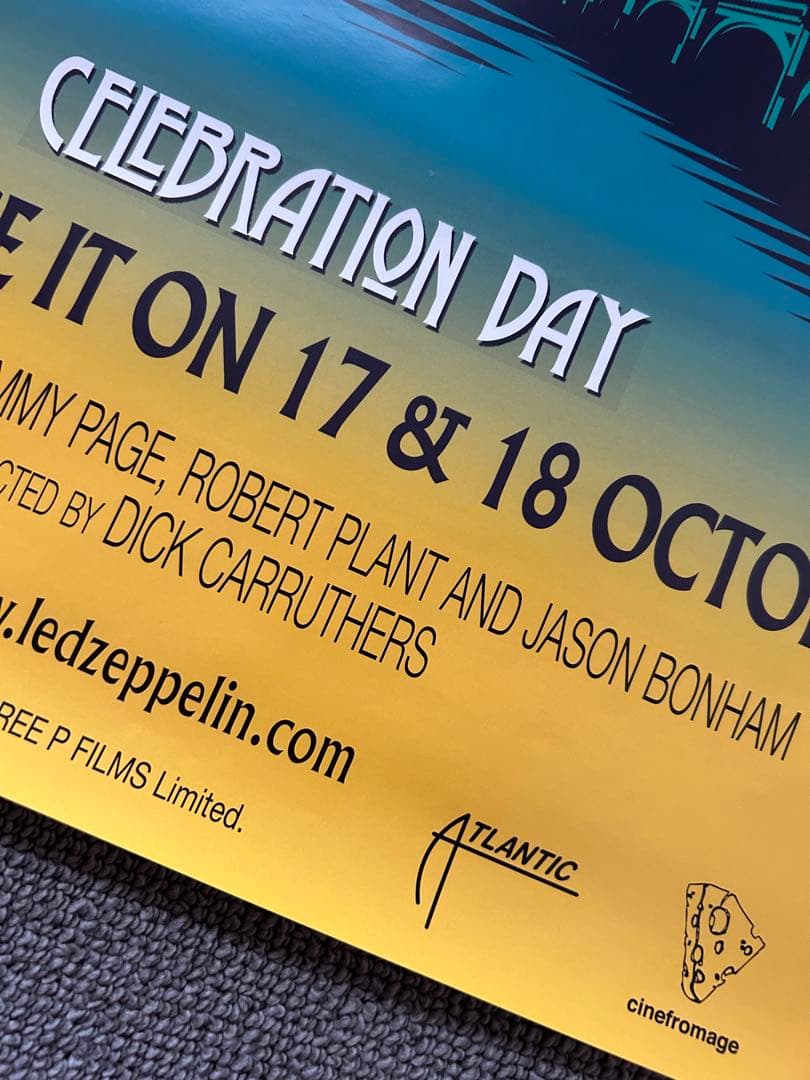 CELEBRATION DAY
E IT ON 17 & 18 OCTO
MMY PAGE, ROBERT PLANT AND JASON BONHAM
CTED BY DICK CARRUTHERS
w.ledzeppelin.com
REE P FILMS Limited.
ATLANTIC
cinefromage